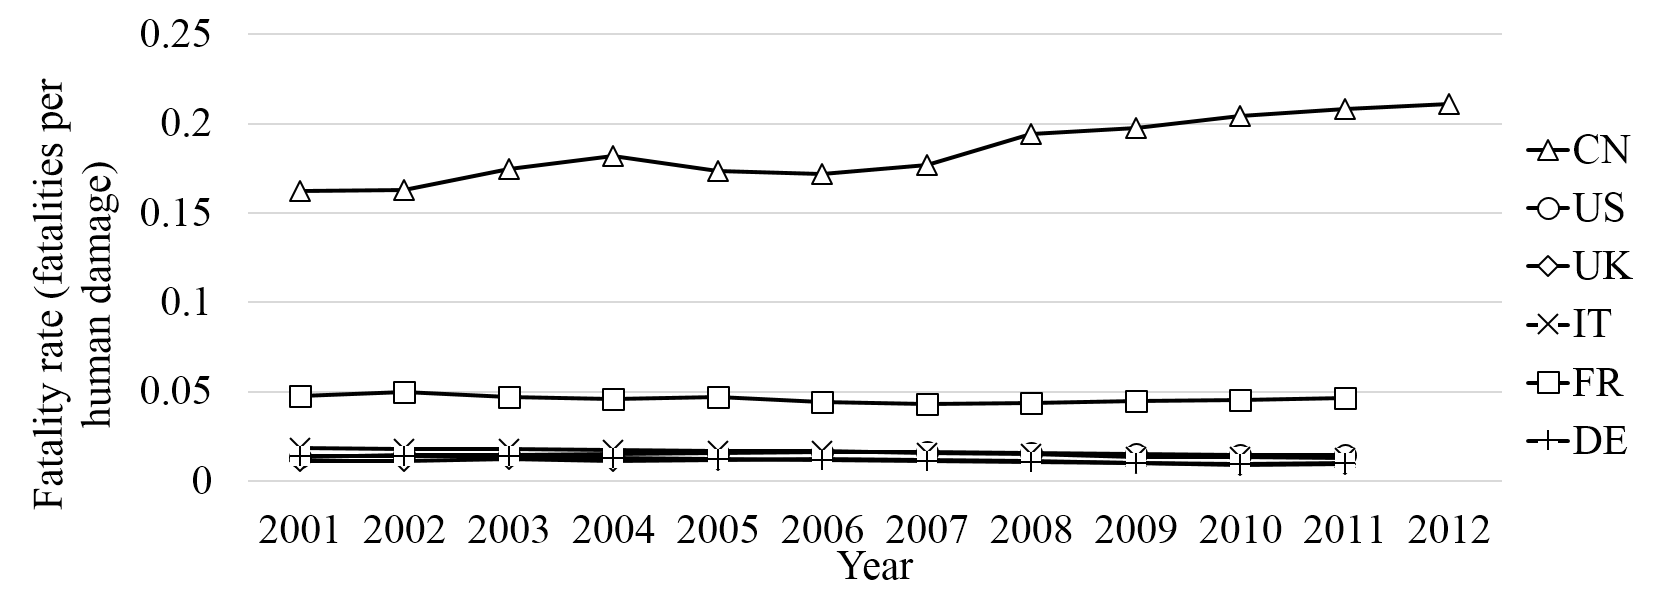 Fatality rate (fatalities per
human damage)
0.25
0.2
0.15
0.1
0.05
0
2001 2002 2003 2004 2005 2006 2007 2008 2009 2010 2011 2012
Year
CN
US
UK
IT
FR
DE